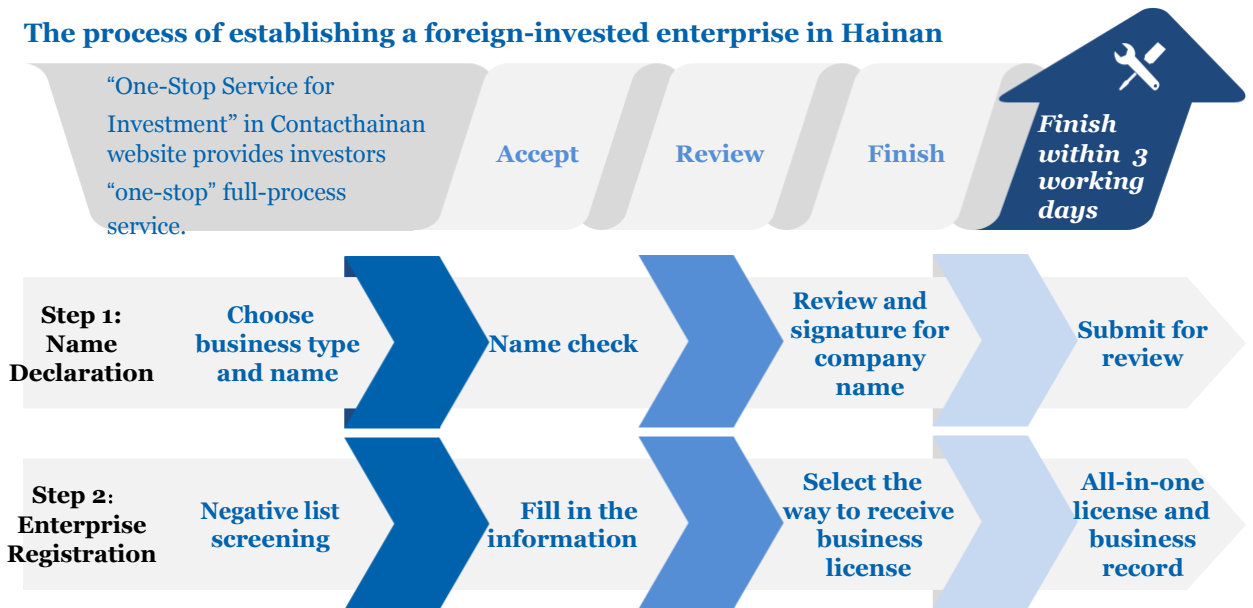 The process of establishing a foreign-invested enterprise in Hainan
“One-Stop Service for
Investment” in Contacthainan
website provides investors
“one-stop” full-process
service.
Accept
Review
Finish
Finish
within 3
working
days
Step 1:
Name
Declaration
Choose
business type
and name
Name check
Review and
signature for
company
name
Submit for
review
Step 2：
Enterprise
Registration
Negative list
screening
Fill in the
information
Select the
way to receive
business
license
All-in-one
license and
business
record